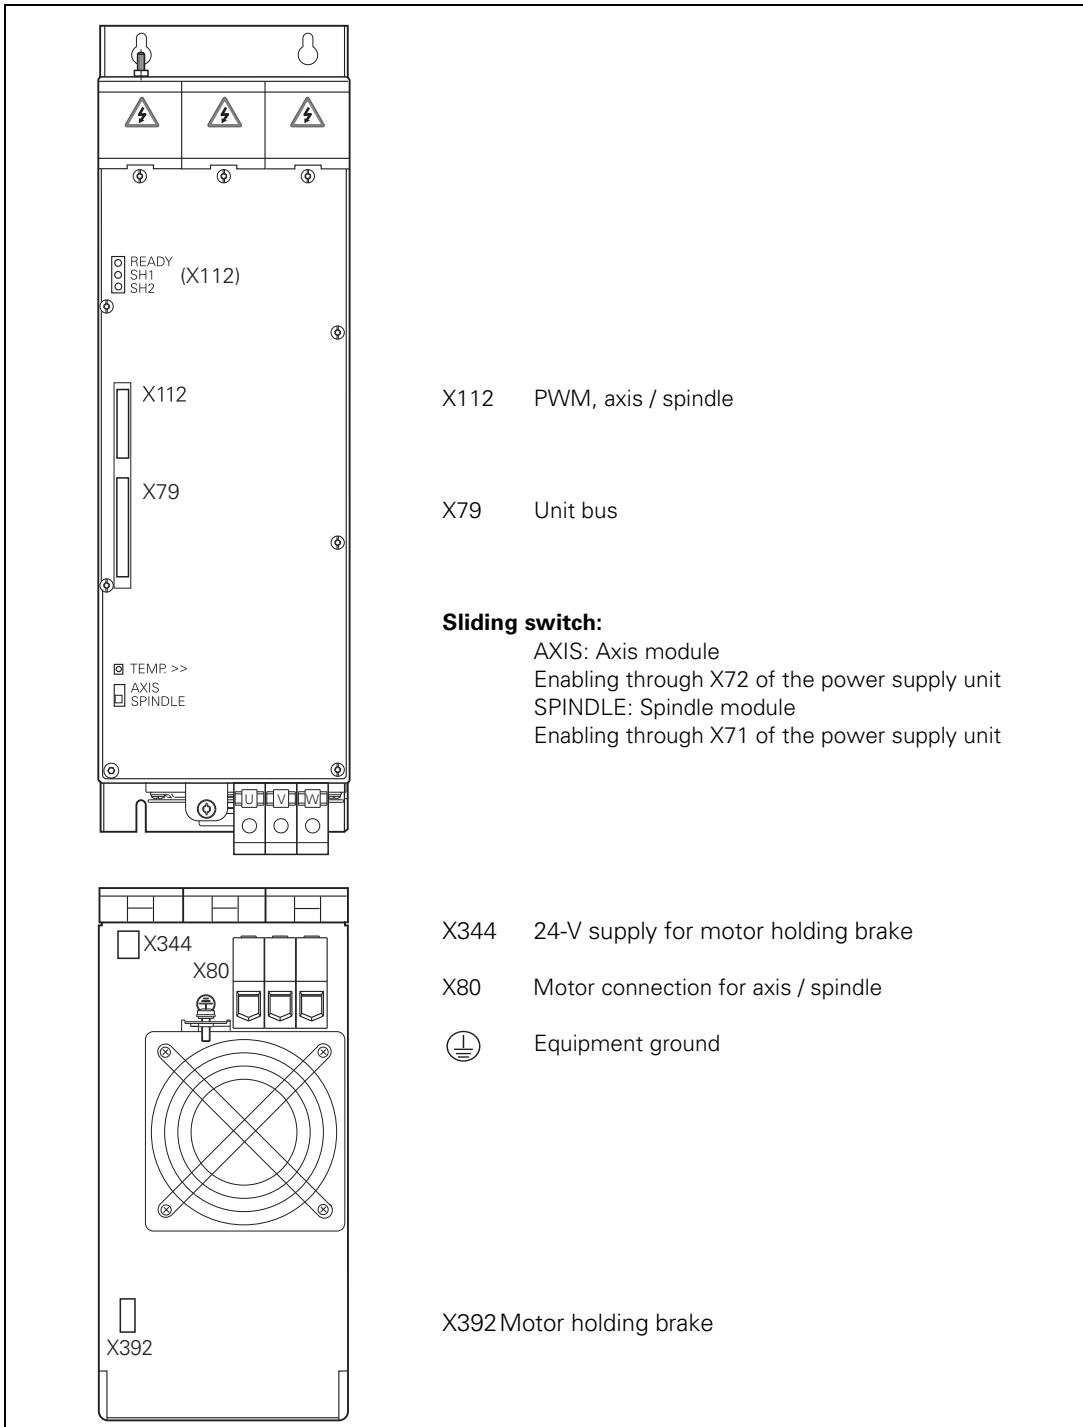 READY
SH1 (X112)
SH2
X112
X112 PWM, axis / spindle
X79
X79 Unit bus
Sliding switch:
AXIS: Axis module
Enabling through X72 of the power supply unit
SPINDLE: Spindle module
Enabling through X71 of the power supply unit
TEMP. >>
AXIS
SPINDLE
U V W
X344
X344 24-V supply for motor holding brake
X80
X80 Motor connection for axis / spindle
Equipment ground
X392 Motor holding brake
X392